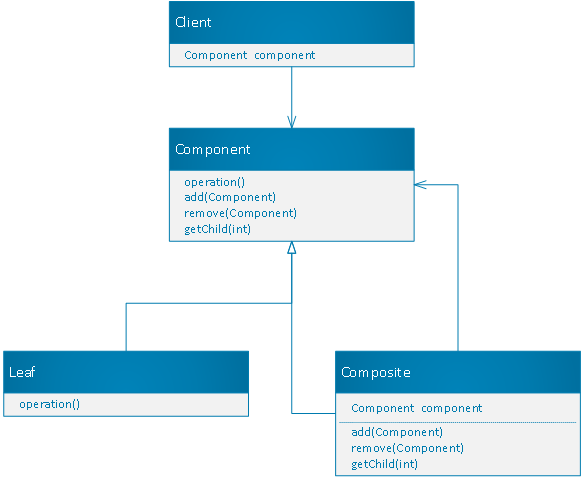 Client
Component component
Component
operation()
add(Component)
remove(Component)
getChild(int)
Leaf
operation()
Composite
Component component
add(Component)
remove(Component)
getChild(int)